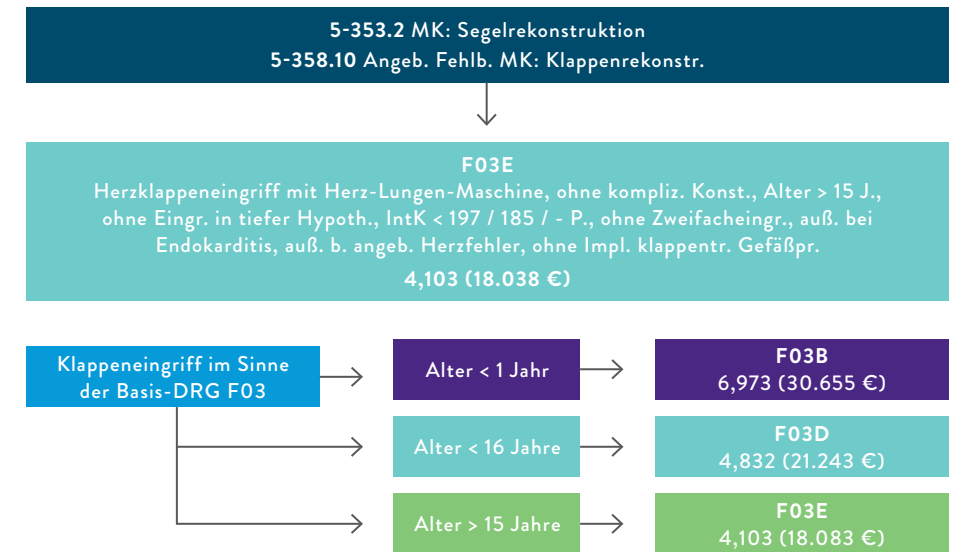 5-353.2 MK: Segelrekonstruktion
5-358.10 Angeb. Fehlb. MK: Klappenrekonstr.
F03E
Herzklappeneingriff mit Herz-Lungen-Maschine, ohne kompliz. Konst., Alter > 15 J.,
ohne Eingr. in tiefer Hypoth., IntK < 197 / 185 / - P., ohne Zweifacheingr., auß. bei
Endokarditis, auß. b. angeb. Herzfehler, ohne Impl. klappentr. Gefäßpr.
4,103 (18.038 €)
Klappeneingriff im Sinne
der Basis-DRG F03
Alter < 1 Jahr
F03B
6,973 (30.655 €)
Alter < 16 Jahre
F03D
4,832 (21.243 €)
Alter > 15 Jahre
F03E
4,103 (18.083 €)